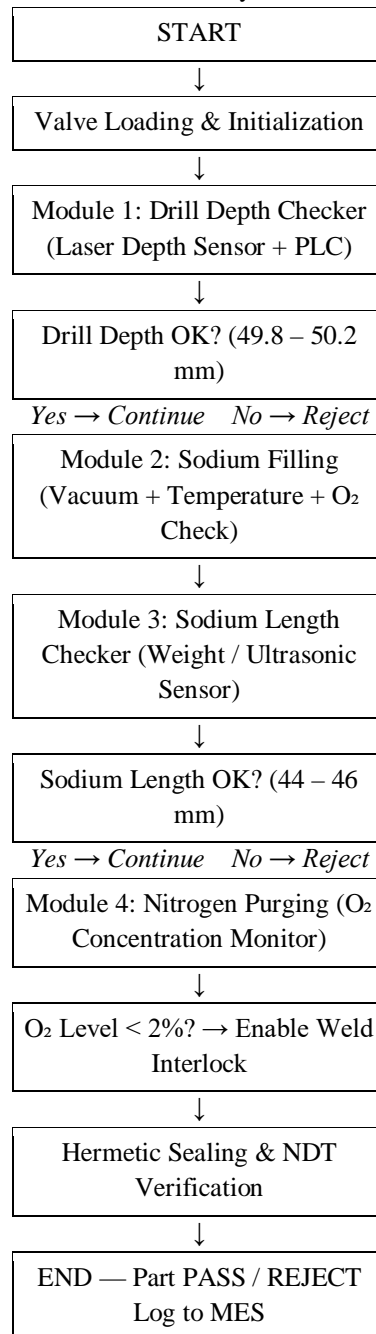 START
↓
Valve Loading & Initialization
↓
Module 1: Drill Depth Checker
(Laser Depth Sensor + PLC)
↓
Drill Depth OK? (49.8 – 50.2
mm)
Yes → Continue No → Reject
Module 2: Sodium Filling
(Vacuum + Temperature + O₂
Check)
↓
Module 3: Sodium Length
Checker (Weight / Ultrasonic
Sensor)
↓
Sodium Length OK? (44 – 46
mm)
Yes → Continue No → Reject
Module 4: Nitrogen Purging (O₂
Concentration Monitor)
↓
O₂ Level < 2%? → Enable Weld
Interlock
↓
Hermetic Sealing & NDT
Verification
↓
END — Part PASS / REJECT
Log to MES